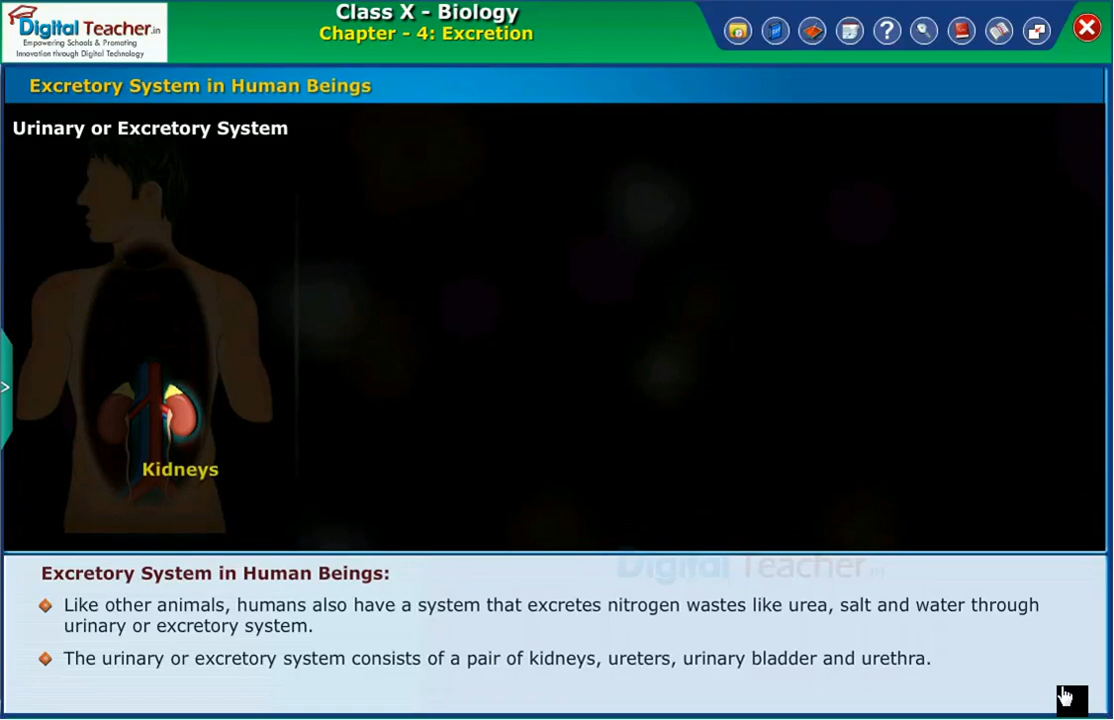 Digital Teacher.in
Empowering Schools & Promoting
Innovation through Digital Technology
Class X - Biology
Chapter - 4: Excretion
?
Excretory System in Human Beings
Urinary or Excretory System
>
Kidneys
Digital Teacher.in
Excretory System in Human Beings:
Like other animals, humans also have a system that excretes nitrogen wastes like urea, salt and water through
urinary or excretory system.
The urinary or excretory system consists of a pair of kidneys, ureters, urinary bladder and urethra.